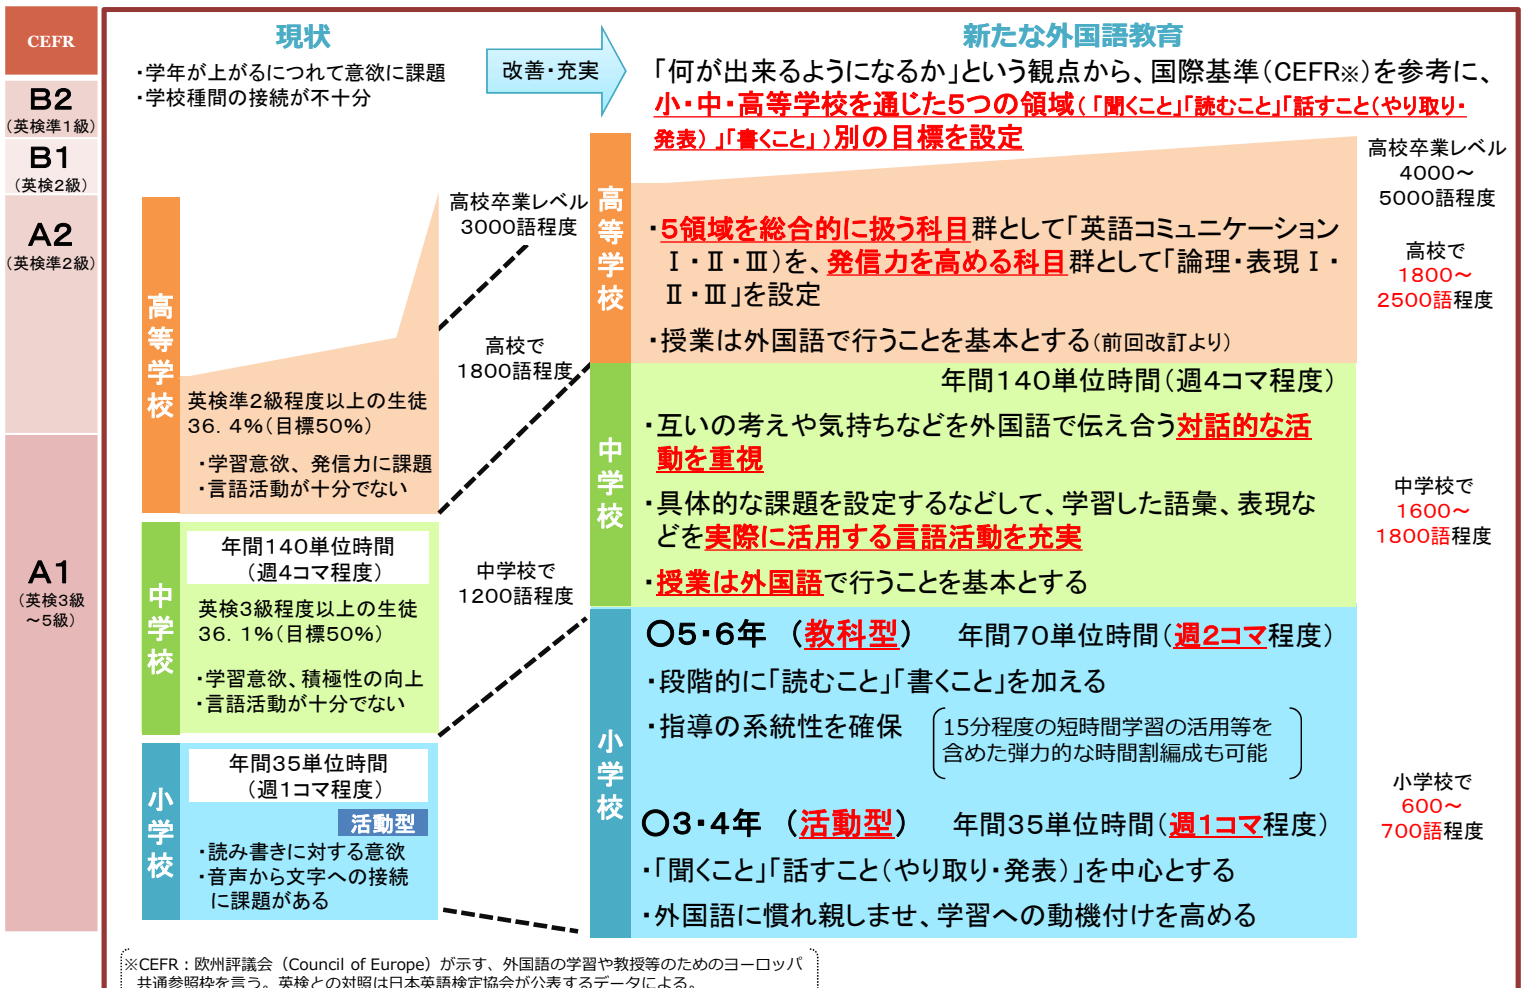 CEFR
B2
(英検準1級)
B1
(英検2級)
A2
(英検準2級)
A1
(英検3級
～5級)
現状
・学年が上がるにつれて意欲に課題
・学校種間の接続が不十分
改善・充実
新たな外国語教育
「何が出来るようになるか」という観点から、国際基準(CEFR※)を参考に、
小・中・高等学校を通じた5つの領域(「聞くこと」「読むこと」「話すこと(やり取り・
発表)」「書くこと」)別の目標を設定
高等学校
英検準2級程度以上の生徒
36.4%(目標50%)
・学習意欲、発信力に課題
・言語活動が十分でない
中学校
年間140単位時間
(週4コマ程度)
英検3級程度以上の生徒
36.1%(目標50%)
・学習意欲、積極性の向上
・言語活動が十分でない
小学校
年間35単位時間
(週1コマ程度)
活動型
・読み書きに対する意欲
・音声から文字への接続
に課題がある
高校卒業レベル
3000語程度
高校で
1800語程度
中学校で
1200語程度
高等学校
・5領域を総合的に扱う科目群として「英語コミュニケーション
Ⅰ・Ⅱ・Ⅲ)を、発信力を高める科目群として「論理・表現Ⅰ・
Ⅱ・Ⅲ」を設定
・授業は外国語で行うことを基本とする(前回改訂より)
中学校
年間140単位時間(週4コマ程度)
・互いの考えや気持ちなどを外国語で伝え合う対話的な活
動を重視
・具体的な課題を設定するなどして、学習した語彙、表現な
どを実際に活用する言語活動を充実
・授業は外国語で行うことを基本とする
小学校
○5・6年 (教科型) 年間70単位時間(週2コマ程度)
・段階的に「読むこと」「書くこと」を加える
・指導の系統性を確保
15分程度の短時間学習の活用等を
含めた弾力的な時間割編成も可能
○3・4年 (活動型) 年間35単位時間(週1コマ程度)
・「聞くこと」「話すこと(やり取り・発表)」を中心とする
・外国語に慣れ親しませ、学習への動機付けを高める
高校卒業レベル
4000～
5000語程度
高校で
1800～
2500語程度
中学校で
1600～
1800語程度
小学校で
600～
700語程度
※CEFR：欧州評議会（Council of Europe）が示す、外国語の学習や教授等のためのヨーロッパ
共通参照枠を言う。英検との対照は日本英語検定協会が公表するデータによる。